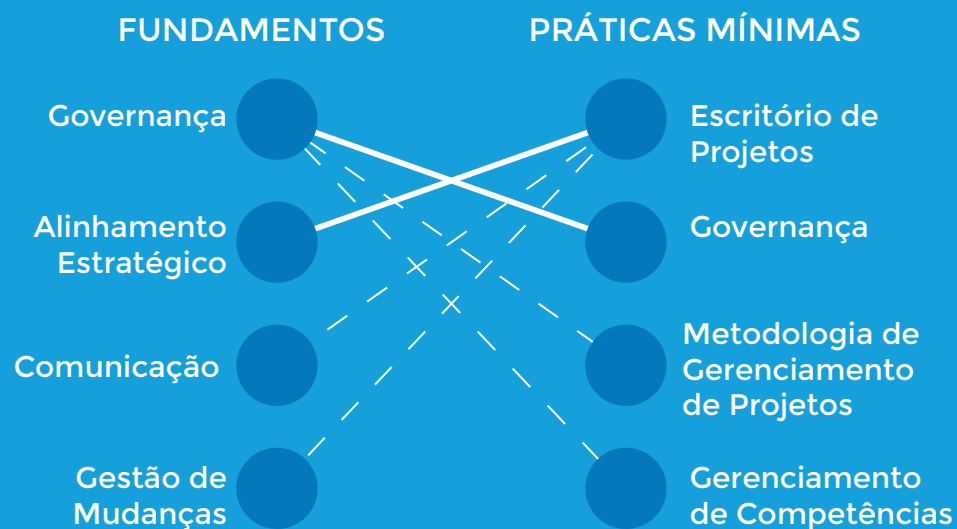 FUNDAMENTOS
PRÁTICAS MÍNIMAS
Governança
Escritório de
Projetos
Alinhamento
Estratégico
Governança
Comunicação
Metodologia de
Gerenciamento
de Projetos
Gestão de
Mudanças
Gerenciamento
de Competências